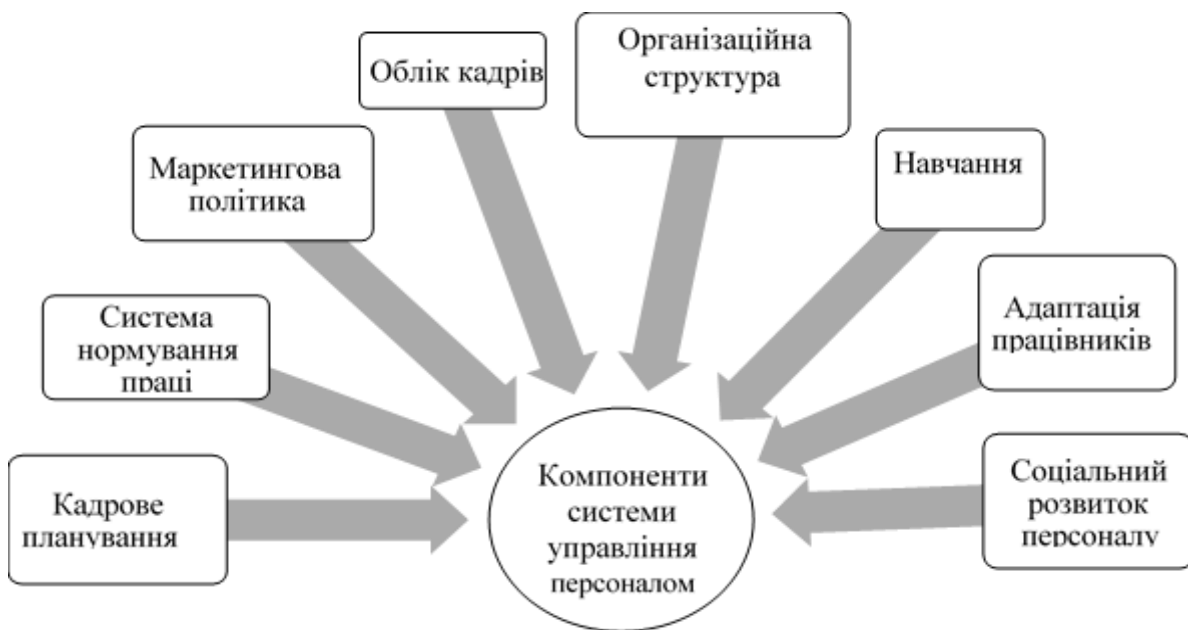 Організаційна
структура
Облік кадрів
Маркетингова
політика
Навчання
Система
нормування
праці
Адаптація
працівників
Кадрове
планування
Соціальний
розвиток
персоналу
Компоненти
системи
управління
персоналом